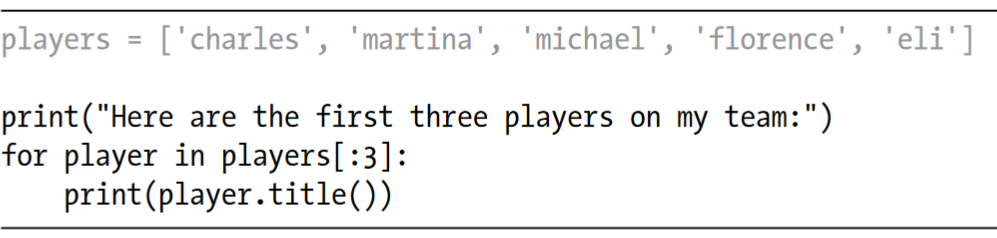 players = ['charles', 'martina', 'michael', 'florence', 'eli']
print("Here are the first three players on my team:")
for player in players[:3]:
    print(player.title())